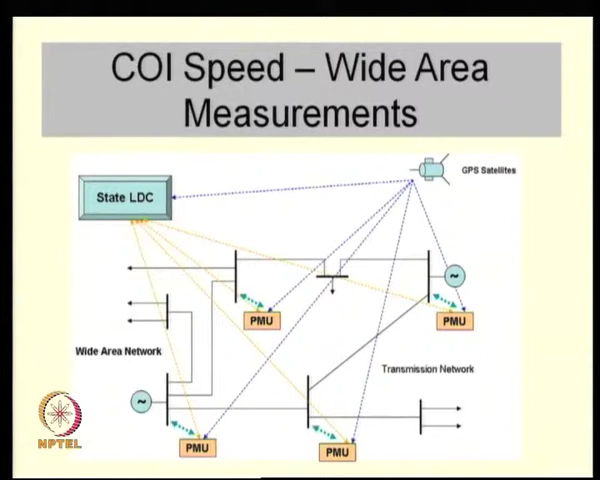 COI Speed – Wide Area
Measurements
GPS Satellites
State LDC
~
PMU
PMU
Wide Area Network
Transmission Network
~
PMU
PMU
NPTEL